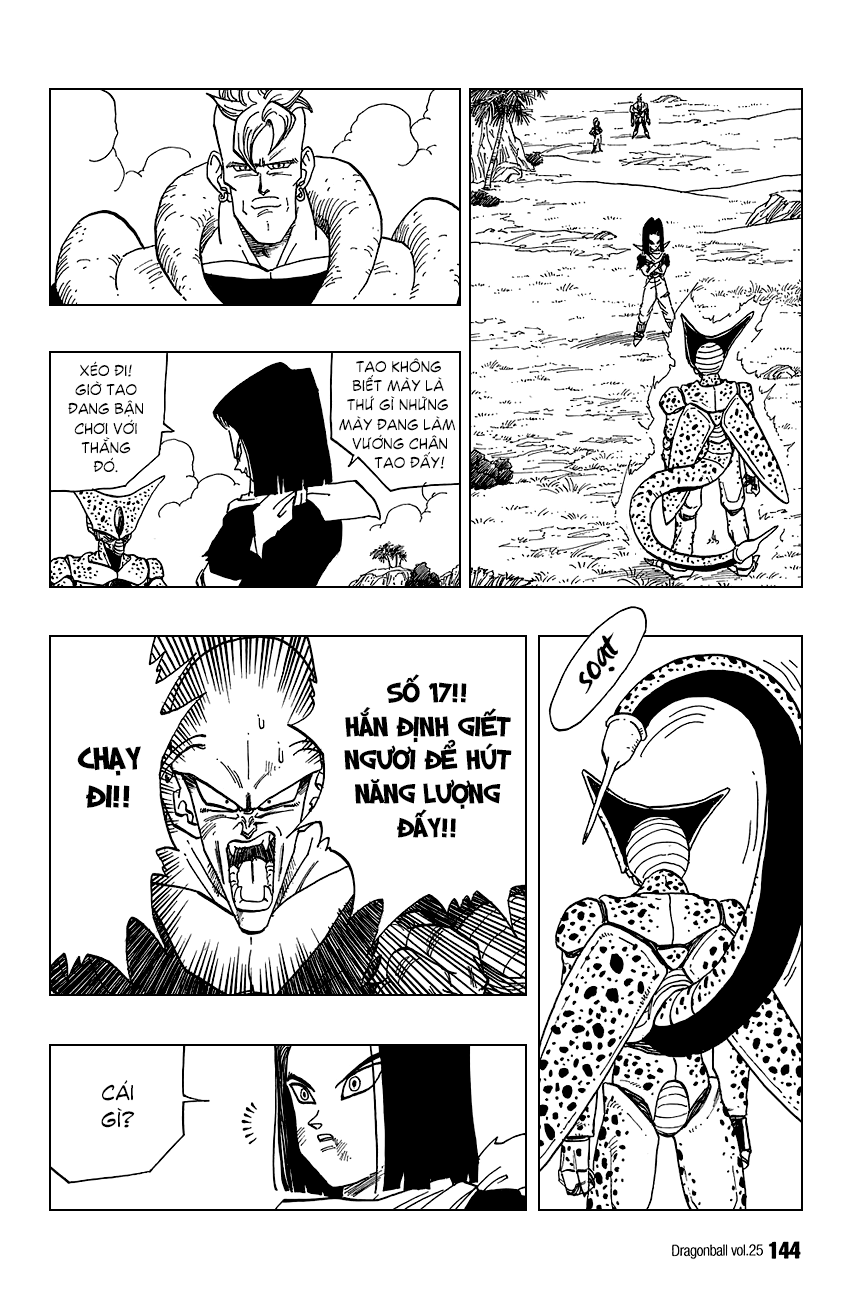 TAO KHÔNG
BIẾT MÀY LÀ
THỨ GÌ NHỮNG
MÀY ĐANG LÀM
VƯỚNG CHÂN
TAO ĐẤY!
XÉO ĐI!
GIỜ TAO
ĐANG BẬN
CHƠI VỚI
THẰNG
ĐÓ.
soạt
SỐ 17!!
HẮN ĐỊNH GIẾT
NGƯƠI ĐỂ HÚT
NĂNG LƯỢNG
ĐẤY!!
CHẠY
ĐI!!
CÁI
GÌ?
Dragonball vol.25 144